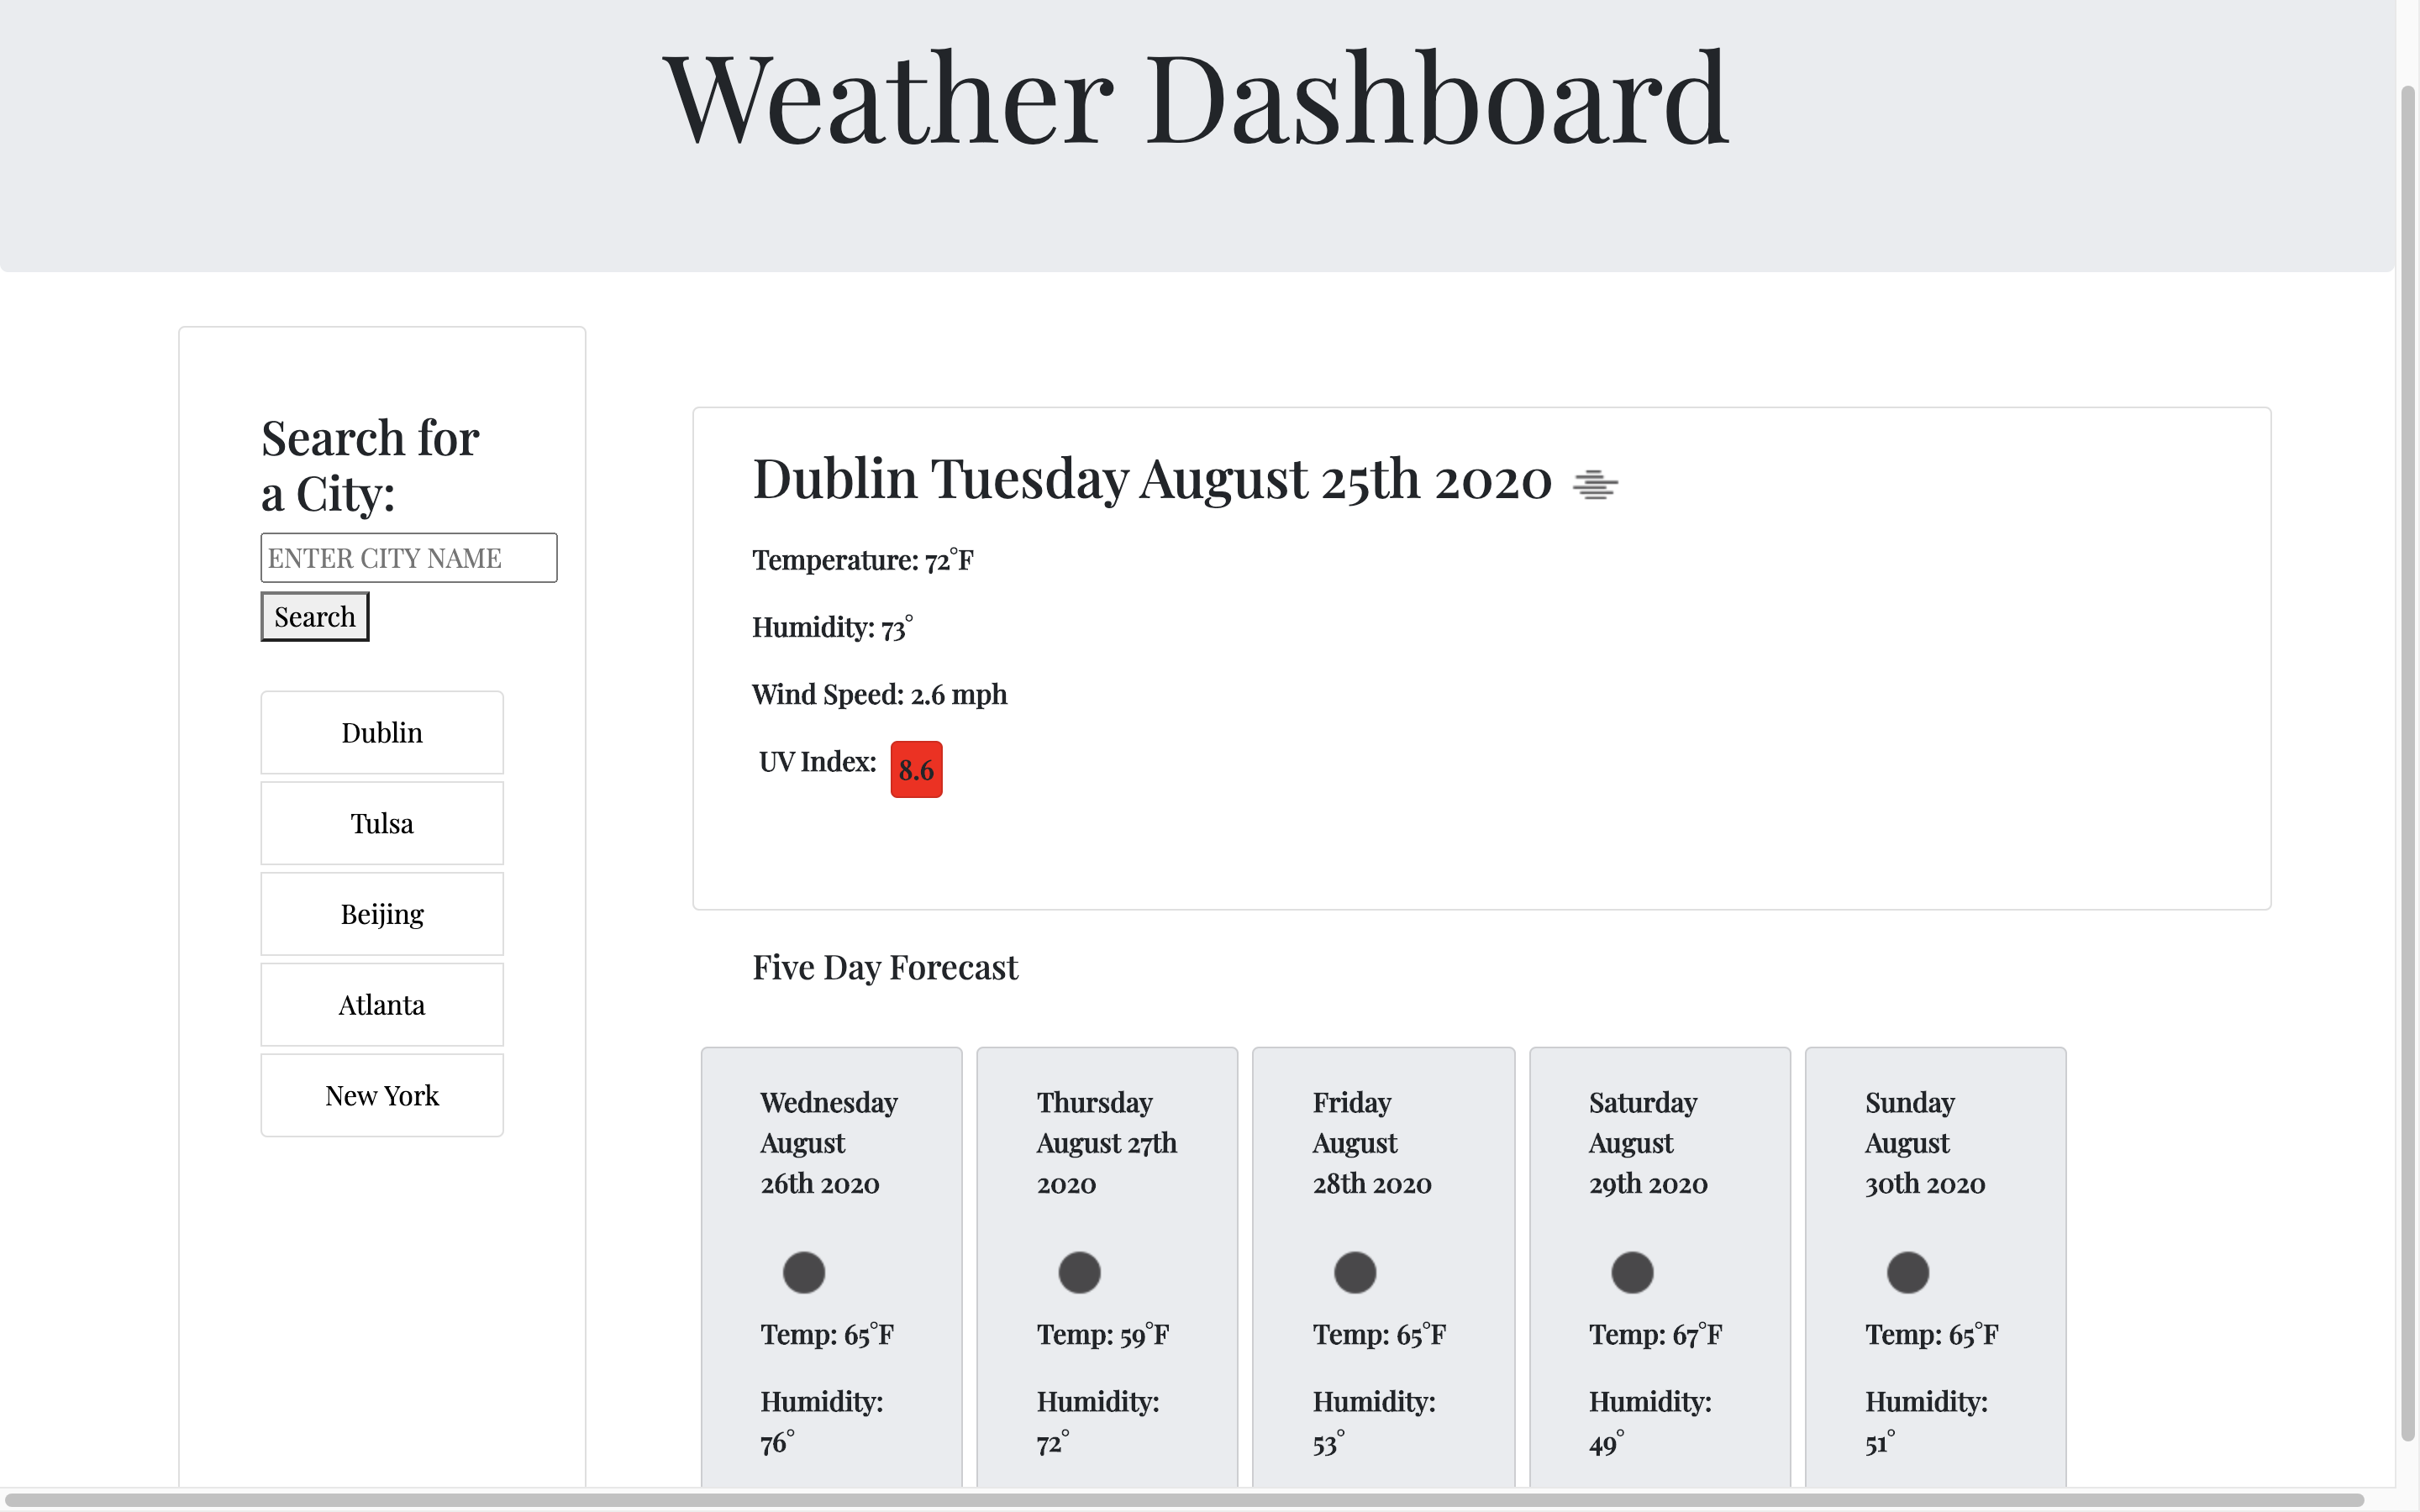 Weather Dashboard
Search for
a City:
ENTER CITY NAME
Search
Dublin
Tulsa
Beijing
Atlanta
New York
Dublin Tuesday August 25th 2020
Temperature: 72°F
Humidity: 73°
Wind Speed: 2.6 mph
UV Index: 8.6
Five Day Forecast
Wednesday
August
26th 2020
Temp: 65°F
Humidity:
76°
Thursday
August 27th
2020
Temp: 59°F
Humidity:
72°
Friday
August
28th 2020
Temp: 65°F
Humidity:
53°
Saturday
August
29th 2020
Temp: 67°F
Humidity:
49°
Sunday
August
30th 2020
Temp: 65°F
Humidity:
51°